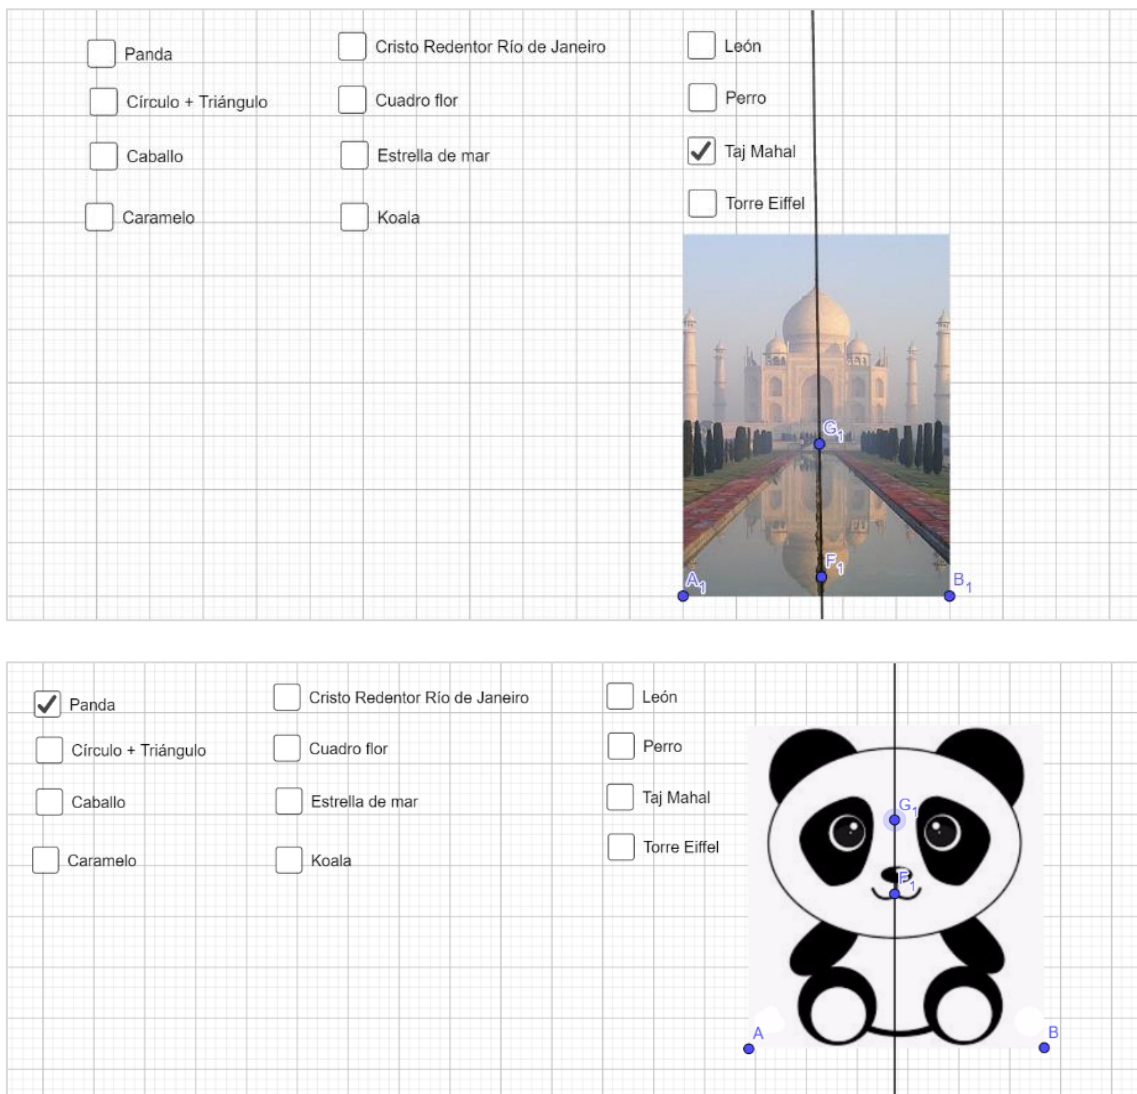 Panda
Cristo Redentor Río de Janeiro
León
Círculo + Triángulo
Cuadro flor
Perro
Caballo
Estrella de mar
Taj Mahal
Caramelo
Koala
Torre Eiffel
G₁
F₁
A₁
B₁
Panda
Cristo Redentor Río de Janeiro
León
Círculo + Triángulo
Cuadro flor
Perro
Caballo
Estrella de mar
Taj Mahal
Caramelo
Koala
Torre Eiffel
G₁
F₁
A
B